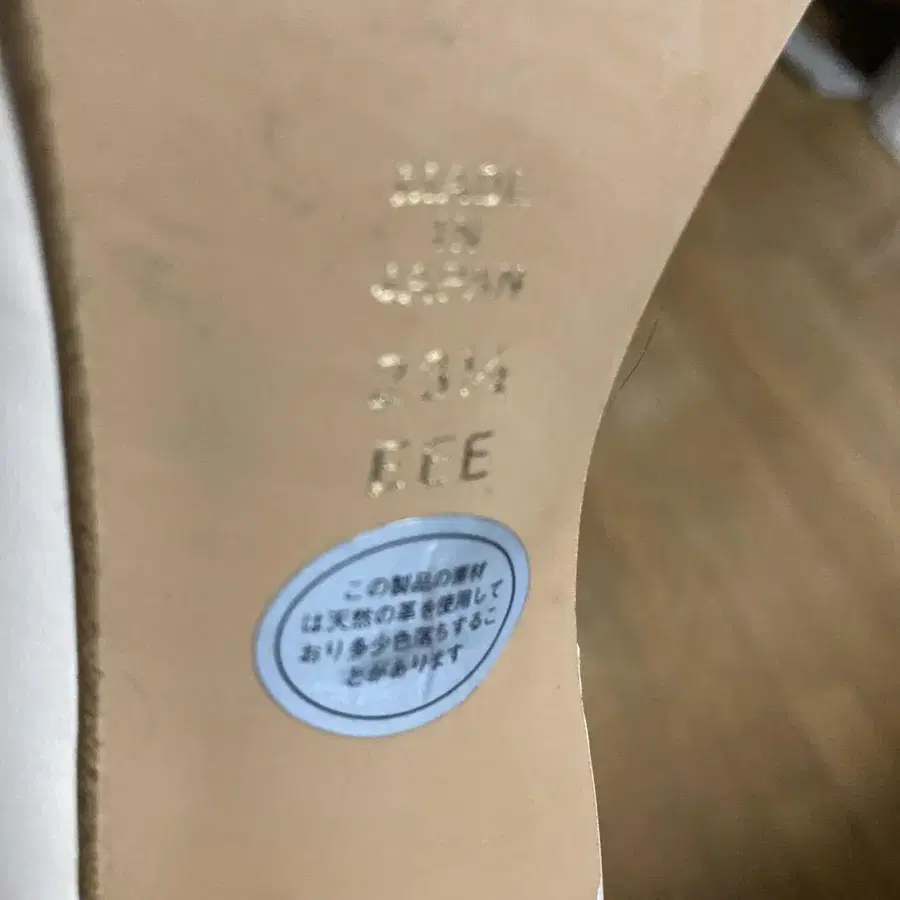 MADE
IN
JAPAN
23½
EEE
この製品の素材
は天然の革を使用して
おり多少色落ちするこ
とがあります